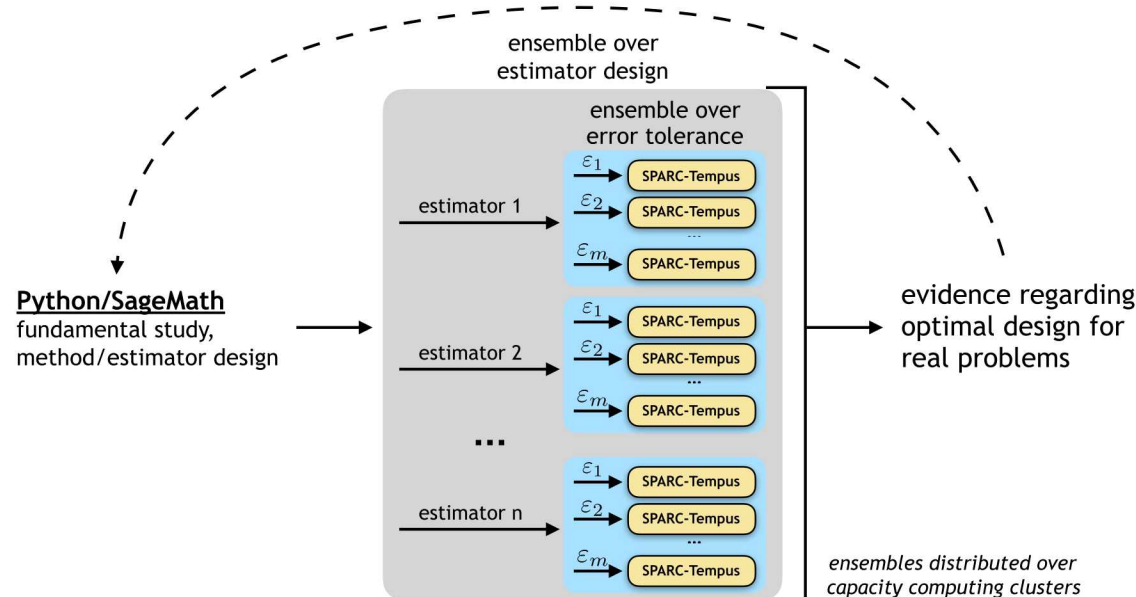 ensemble over
estimator design
ensemble over
error tolerance
ε₁
SPARC-Tempus
ε₂
SPARC-Tempus
...
εₘ
SPARC-Tempus
estimator 1
Python/SageMath
fundamental study,
method/estimator design
ε₁
SPARC-Tempus
ε₂
SPARC-Tempus
...
εₘ
SPARC-Tempus
estimator 2
...
ε₁
SPARC-Tempus
ε₂
SPARC-Tempus
...
εₘ
SPARC-Tempus
estimator n
evidence regarding
optimal design for
real problems
ensembles distributed over
capacity computing clusters